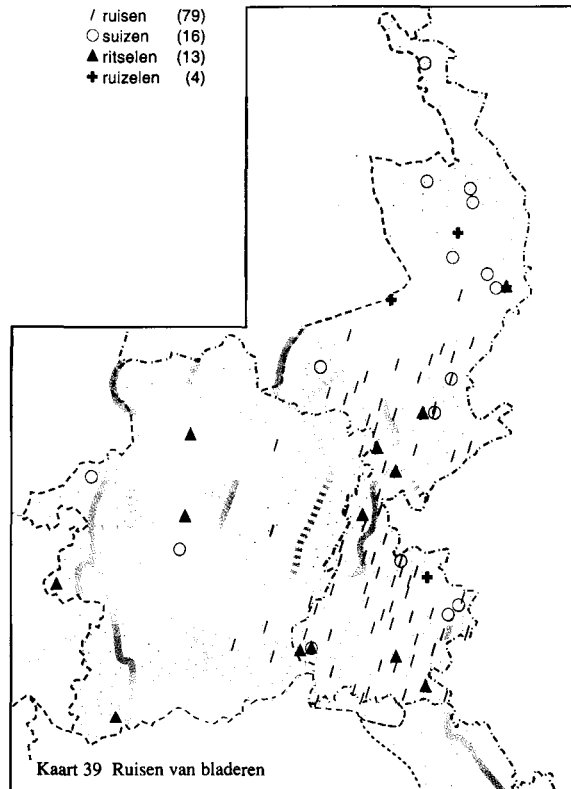 / ruisen (79)
○ suizen (16)
▲ ritselen (13)
✚ ruizelen (4)
Kaart 39 Ruisen van bladeren